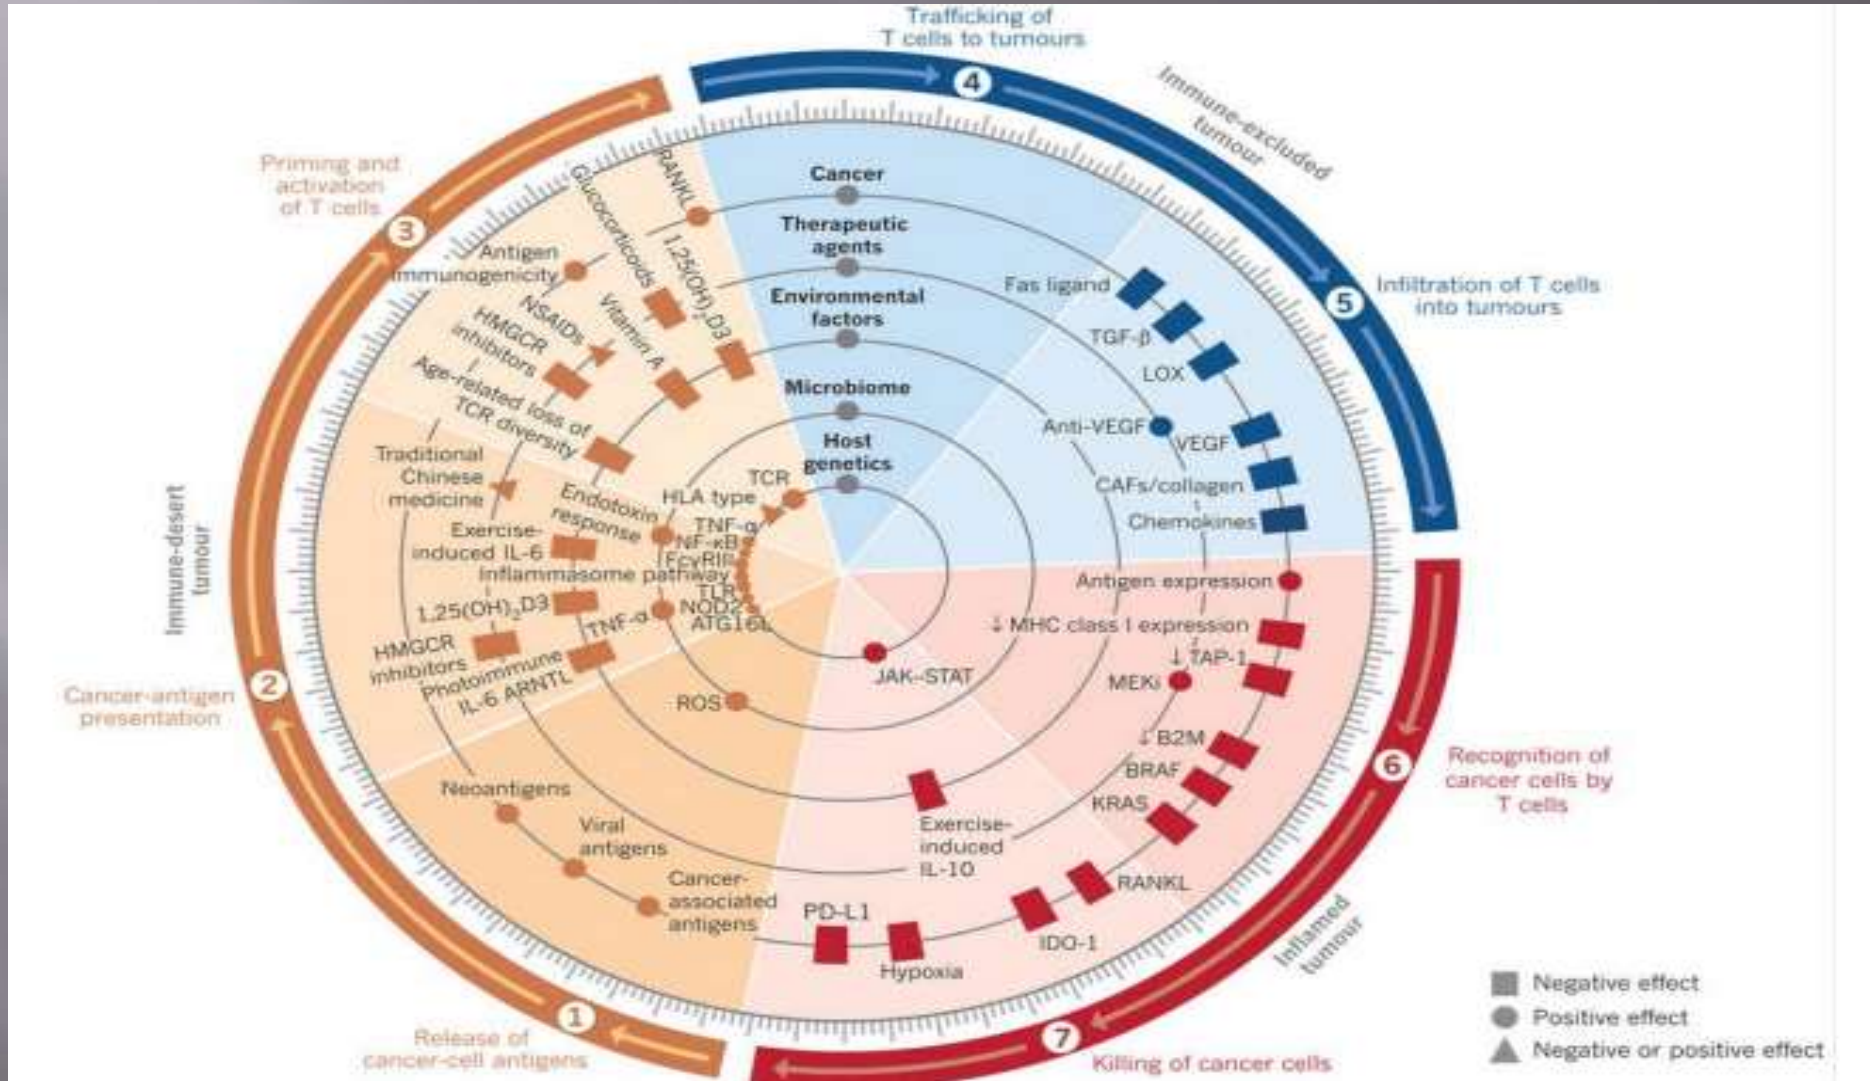 Trafficking of
T cells to tumours
4
Immune-excluded
tumour
5
Infiltration of T cells
into tumours
6
Recognition of
cancer cells by
T cells
Inflamed
tumour
7
Killing of cancer cells
1
Release of
cancer-cell antigens
2
Cancer-antigen
presentation
Immune-desert
tumour
3
Priming and
activation
of T cells
Cancer
Therapeutic
agents
Environmental
factors
Microbiome
Host
genetics
RANKL
Glucocorticoids
1,25(OH)₂D3
Antigen
immunogenicity
NSAIDs
Vitamin A
HMGCR
inhibitors
Age-related loss of
TCR diversity
Traditional
Chinese
medicine
Endotoxin
response
Exercise-
induced IL-6
TCR
HLA type
TNF-α
NF-κB
FcγRIII
Inflammasome pathway
TLR
NOD2
ATG16L
1,25(OH)₂D3
TNF-α
HMGCR
inhibitors
Photoimmune
IL-6 ARNTL
ROS
Neoantigens
Viral
antigens
Cancer-
associated
antigens
Fas ligand
TGF-β
LOX
Anti-VEGF
VEGF
CAFs/collagen
Chemokines
Antigen expression
↓ MHC class I expression
↓ TAP-1
MEKi
↓ B2M
BRAF
KRAS
JAK–STAT
Exercise-
induced
IL-10
RANKL
IDO-1
Hypoxia
PD-L1
Negative effect
Positive effect
Negative or positive effect